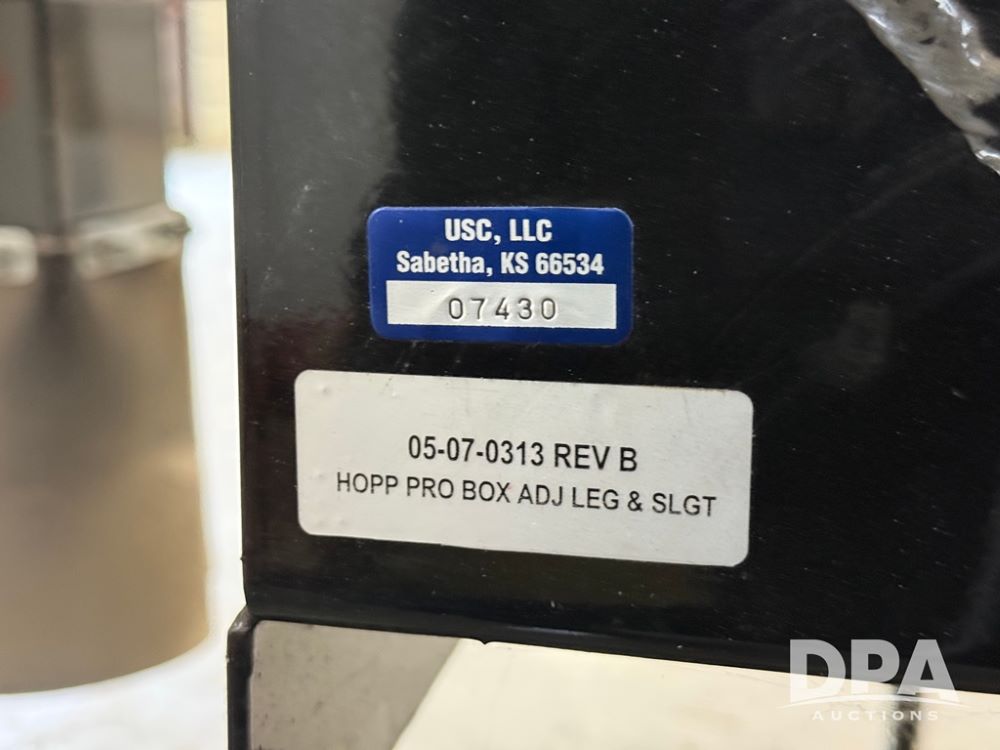 USC, LLC
Sabetha, KS 66534
07430
05-07-0313 REV B
HOPP PRO BOX ADJ LEG & SLGT
DPA
AUCTIONS